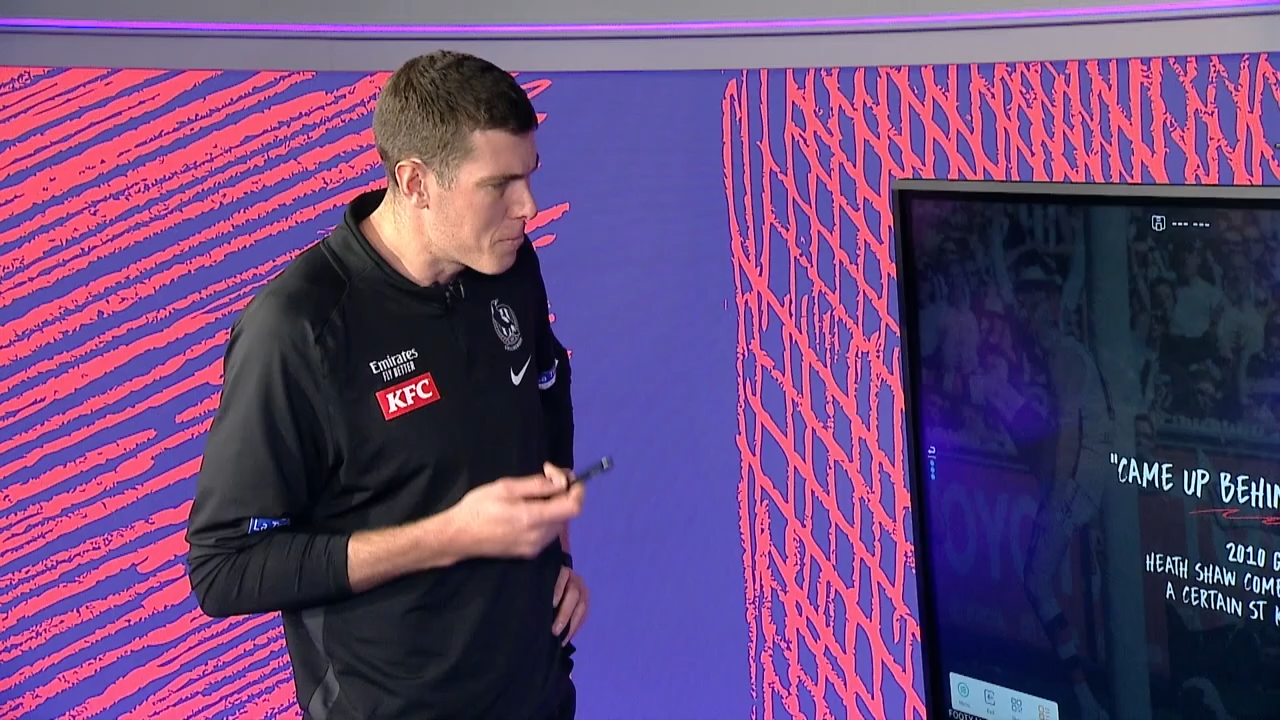 Emirates
FLY BETTER
KFC
"CAME UP BEHIN
2010 G
HEATH SHAW COME
A CERTAIN ST K